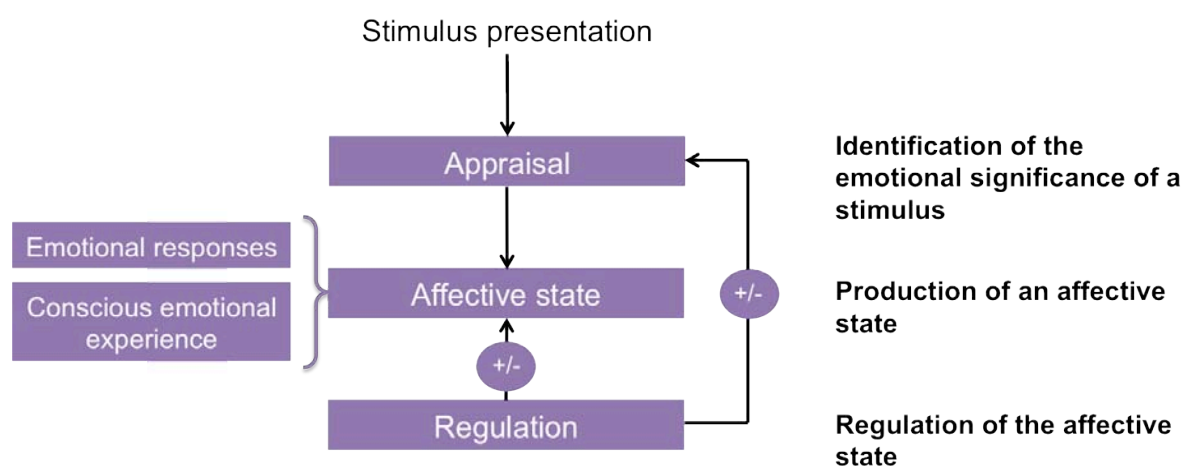 Stimulus presentation
Appraisal
Identification of the
emotional significance of a
stimulus
Emotional responses
Conscious emotional
experience
Affective state
+/-
Production of an affective
state
+/-
Regulation
Regulation of the affective
state